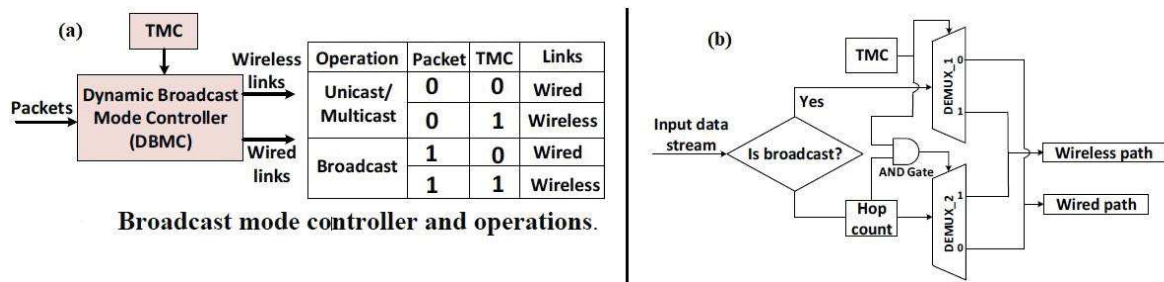 (a)
TMC
Wireless
links
Packets
Dynamic Broadcast
Mode Controller
(DBMC)
Wired
links
Operation Packet TMC Links
Unicast/
Multicast
0 0 Wired
0 1 Wireless
Broadcast
1 0 Wired
1 1 Wireless
Broadcast mode controller and operations.
(b)
TMC
DEMUX_1
0
1
Yes
Input data
stream
Is broadcast?
AND Gate
Hop
count
DEMUX_2
1
0
Wireless path
Wired path